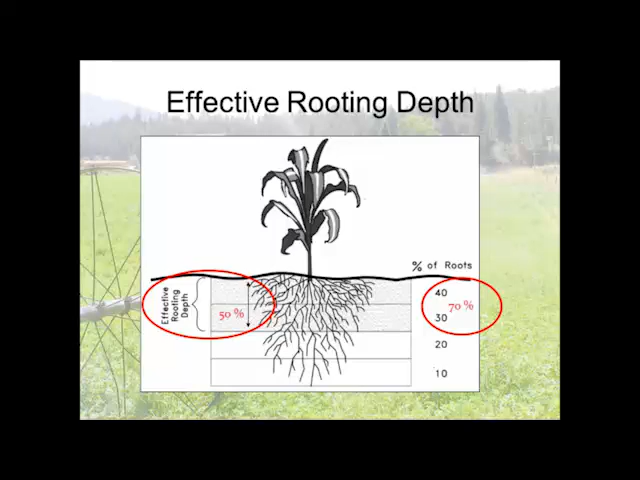 Effective Rooting Depth
% of Roots
Effective
Rooting
Depth
50 %
40
70 %
30
20
10